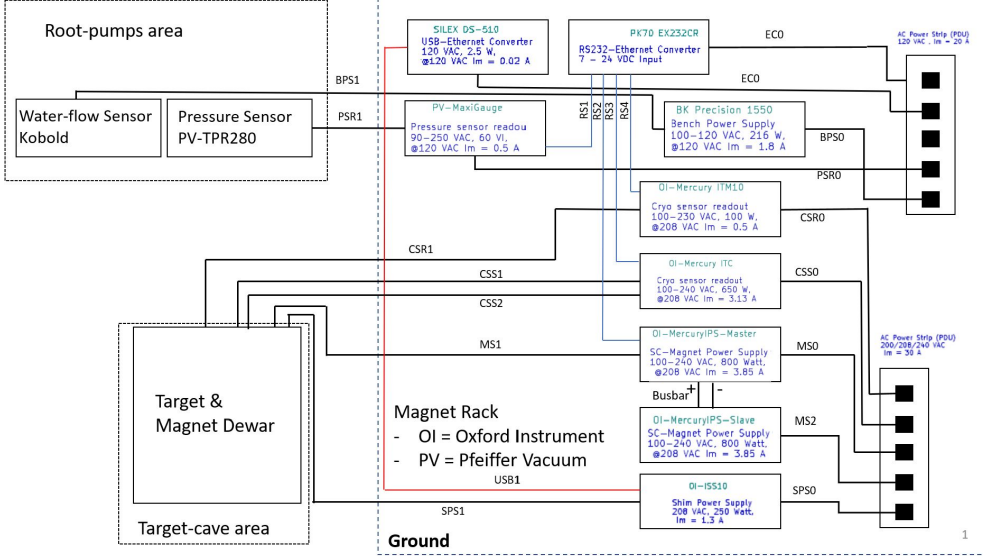 Root-pumps area
Water-flow Sensor
Kobold
Pressure Sensor
PV-TPR280
BPS1
PSR1
SILEX DS-510
USB-Ethernet Converter
120 VAC, 2.5 W,
@120 VAC Im = 0.02 A
PK70 EX232CR
RS232-Ethernet Converter
7 - 24 VDC Input
EC0
EC0
AC Power Strip (PDU)
120 VAC , Im = 20 A
PV-MaxiGauge
Pressure sensor readou
90-250 VAC, 60 VI,
@120 VAC Im = 0.5 A
RS1
RS2
RS3
RS4
BK Precision 1550
Bench Power Supply
100-120 VAC, 216 W,
@120 VAC Im = 1.8 A
BPS0
PSR0
OI-Mercury ITM10
Cryo sensor readout
100-230 VAC, 100 W,
@208 VAC Im = 0.5 A
CSR0
CSR1
CSS1
CSS2
OI-Mercury ITC
Cryo sensor readout
100-240 VAC, 650 W,
@208 VAC Im = 3.13 A
CSS0
MS1
OI-MercuryIPS-Master
SC-Magnet Power Supply
100-240 VAC, 800 Watt,
@208 VAC Im = 3.85 A
MS0
AC Power Strip (PDU)
200/208/240 VAC
Im = 30 A
Busbar + -
OI-MercuryIPS-Slave
SC-Magnet Power Supply
100-240 VAC, 800 Watt,
@208 VAC Im = 3.85 A
MS2
Target &
Magnet Dewar
Magnet Rack
- OI = Oxford Instrument
- PV = Pfeiffer Vacuum
USB1
SPS1
OI-ISS10
Shim Power Supply
208 VAC, 250 Watt,
Im = 1.3 A
SPS0
Target-cave area
Ground
1